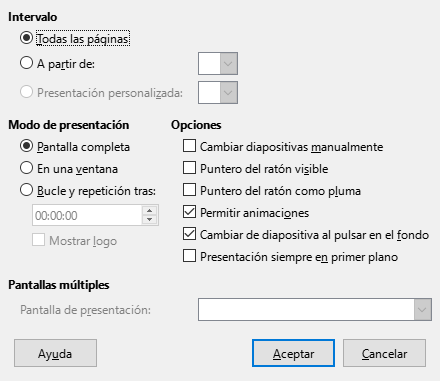 Intervalo
Todas las páginas
A partir de:
Presentación personalizada:
Modo de presentación
Pantalla completa
En una ventana
Bucle y repetición tras:
00:00:00
Mostrar logo
Opciones
Cambiar diapositivas manualmente
Puntero del ratón visible
Puntero del ratón como pluma
Permitir animaciones
Cambiar de diapositiva al pulsar en el fondo
Presentación siempre en primer plano
Pantallas múltiples
Pantalla de presentación:
Ayuda
Aceptar
Cancelar